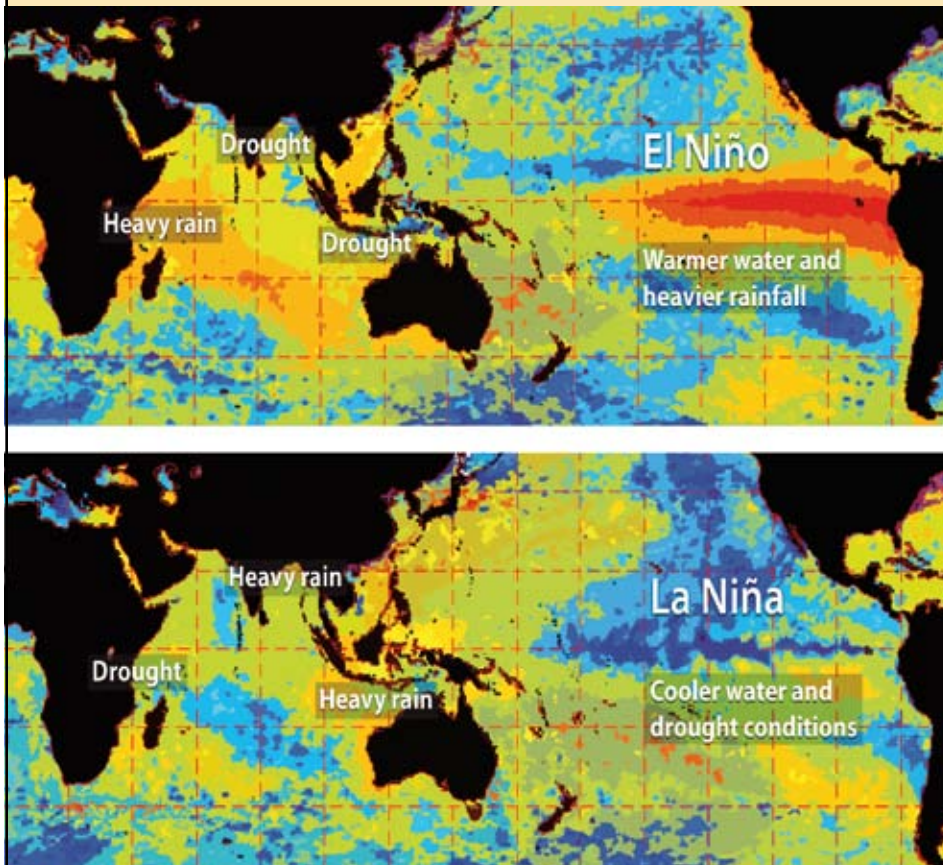 Drought
El Niño
Heavy rain
Drought
Warmer water and
heavier rainfall
Heavy rain
La Niña
Drought
Heavy rain
Cooler water and
drought conditions